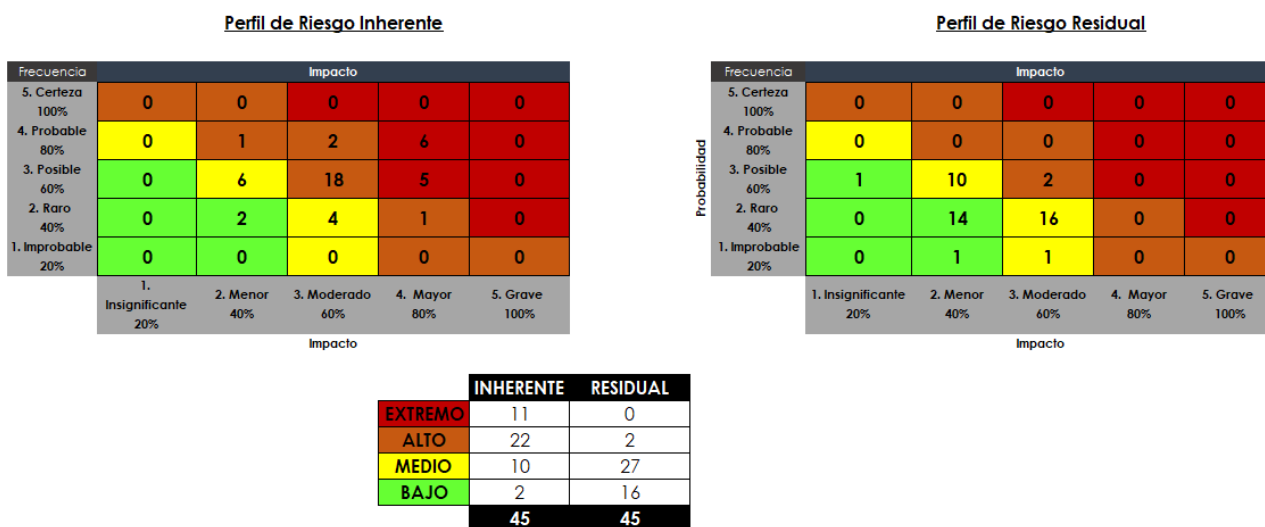 Perfil de Riesgo Inherente
Frecuencia Impacto
5. Certeza 100% 0 0 0 0 0
4. Probable 80% 0 1 2 6 0
3. Posible 60% 0 6 18 5 0
2. Raro 40% 0 2 4 1 0
1. Improbable 20% 0 0 0 0 0
1. Insignificante 20% 2. Menor 40% 3. Moderado 60% 4. Mayor 80% 5. Grave 100%
Impacto
Perfil de Riesgo Residual
Frecuencia Impacto
Probabilidad
5. Certeza 100% 0 0 0 0 0
4. Probable 80% 0 0 0 0 0
3. Posible 60% 1 10 2 0 0
2. Raro 40% 0 14 16 0 0
1. Improbable 20% 0 1 1 0 0
1. Insignificante 20% 2. Menor 40% 3. Moderado 60% 4. Mayor 80% 5. Grave 100%
Impacto
INHERENTE RESIDUAL
EXTREMO 11 0
ALTO 22 2
MEDIO 10 27
BAJO 2 16
45 45